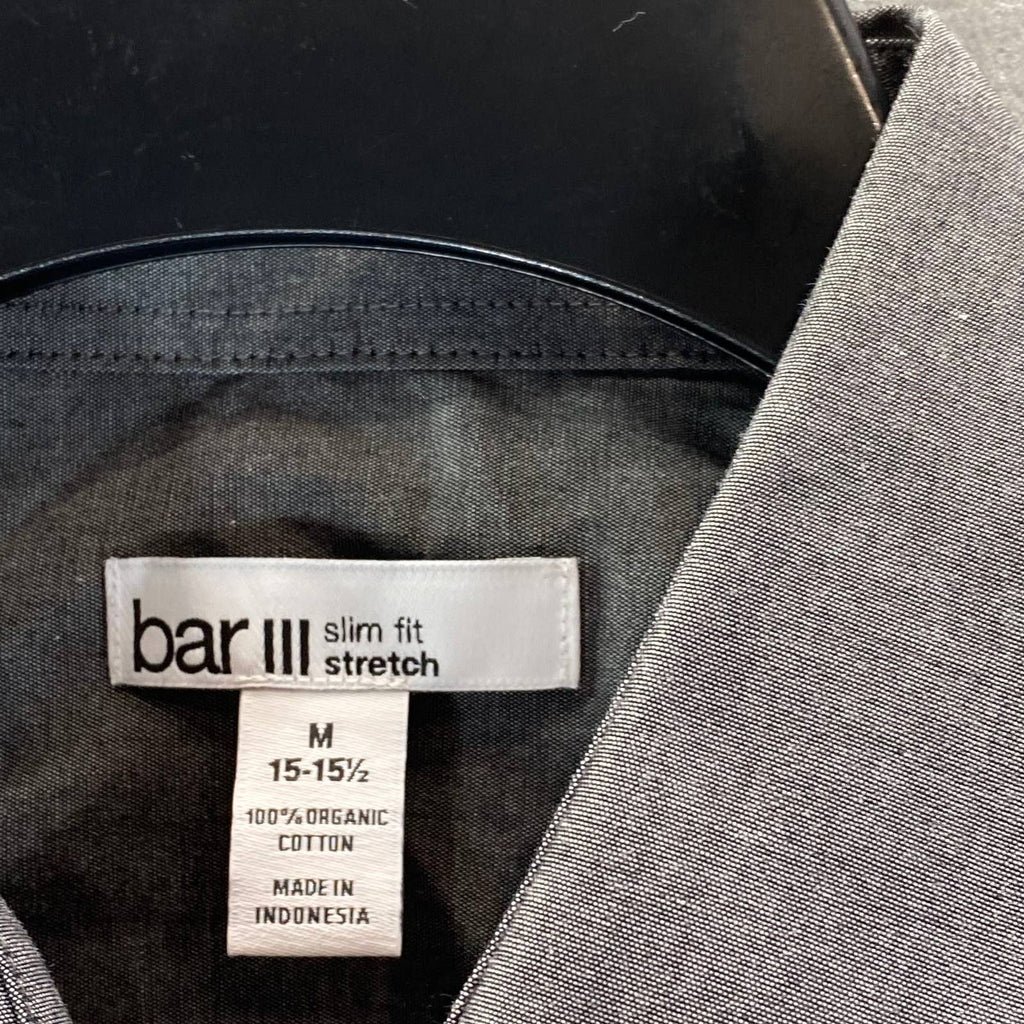 bar III slim fit
stretch
M
15-15½
100% ORGANIC
COTTON
MADE IN
INDONESIA